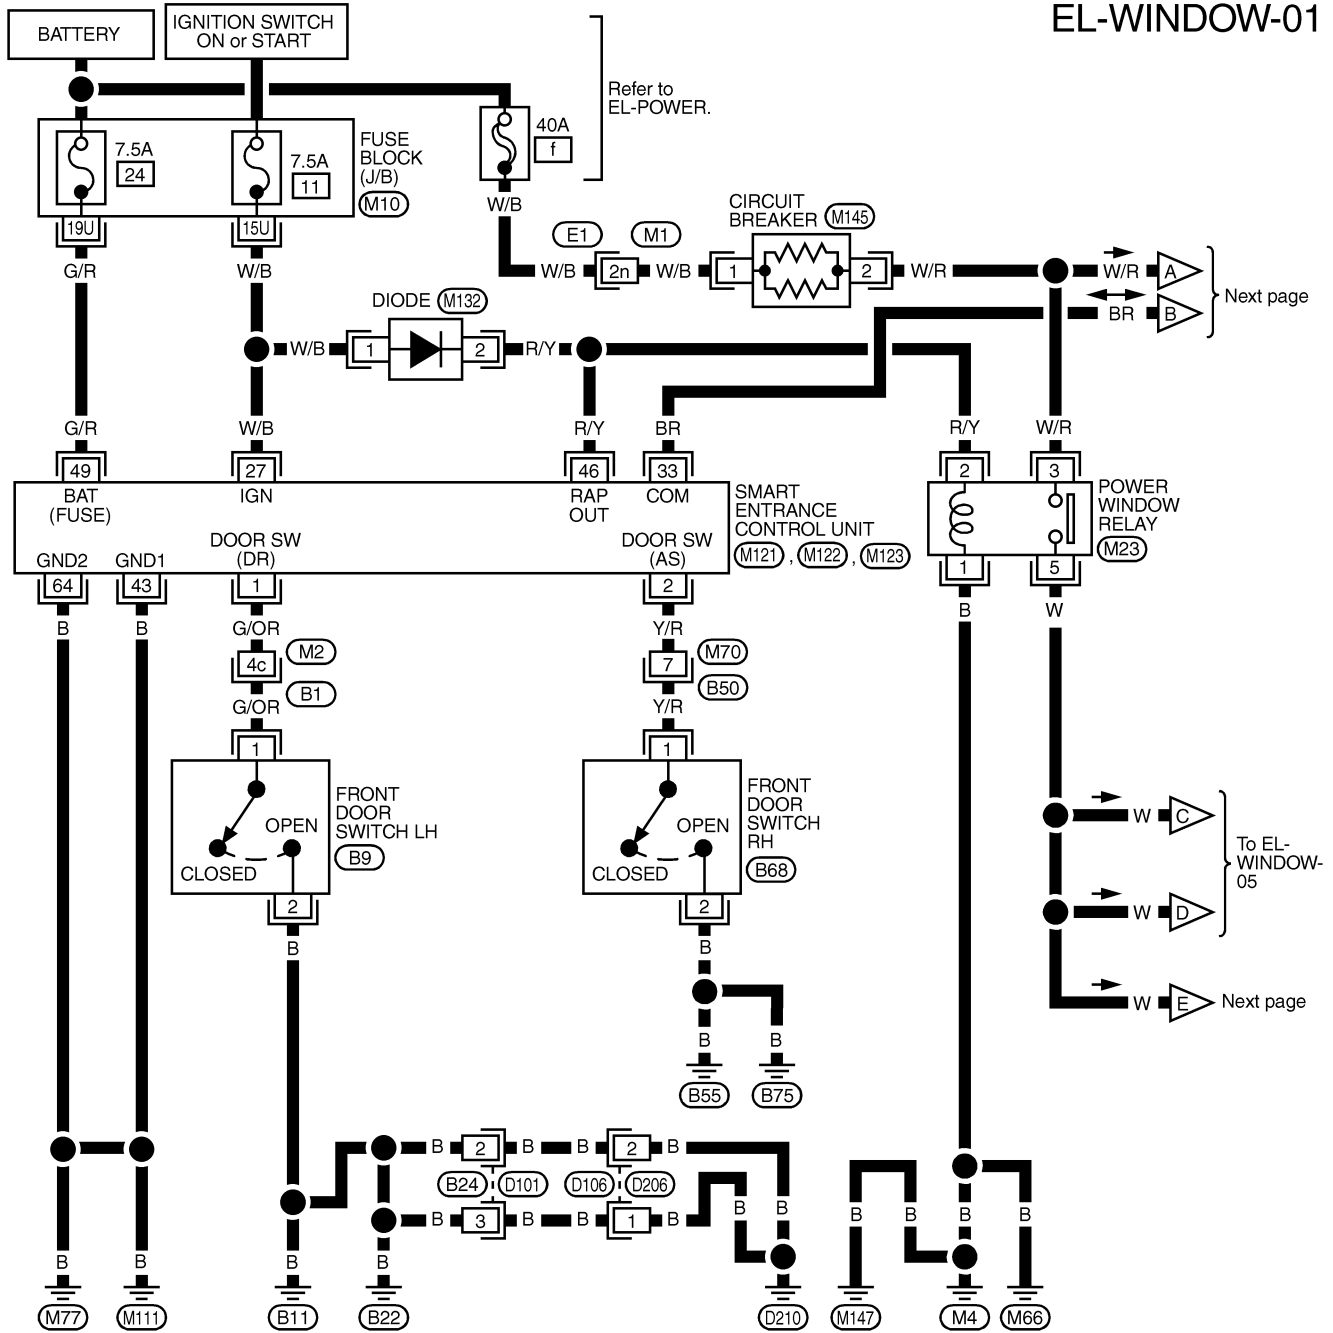 EL-WINDOW-01
BATTERY
IGNITION SWITCH
ON or START
Refer to
EL-POWER.
7.5A
24
7.5A
11
FUSE
BLOCK
(J/B)
M10
40A
f
19U
15U
W/B
G/R
W/B
E1
M1
W/B
2n
W/B
CIRCUIT
BREAKER
M145
1
2
W/R
W/R
A
BR
B
Next page
DIODE
M132
W/B
1
2
R/Y
G/R
W/B
R/Y
BR
R/Y
W/R
49
27
46
33
2
3
BAT
(FUSE)
IGN
RAP
OUT
COM
DOOR SW
(DR)
DOOR SW
(AS)
GND2
GND1
SMART
ENTRANCE
CONTROL UNIT
M121 , M122 , M123
POWER
WINDOW
RELAY
M23
64
43
1
2
1
5
B
B
G/OR
Y/R
B
W
4c
M2
B1
7
M70
B50
G/OR
Y/R
1
1
FRONT
DOOR
SWITCH LH
B9
OPEN
CLOSED
FRONT
DOOR
SWITCH
RH
B68
OPEN
CLOSED
2
2
B
B
W
C
W
D
To EL-
WINDOW-
05
W
E
Next page
B
B
B55
B75
B
2
B
B
2
B
B24
D101
D106
D206
B
3
B
B
1
B
B
B
B
B
B
B
B
B
B
B
M77
M111
B11
B22
D210
M147
M4
M66